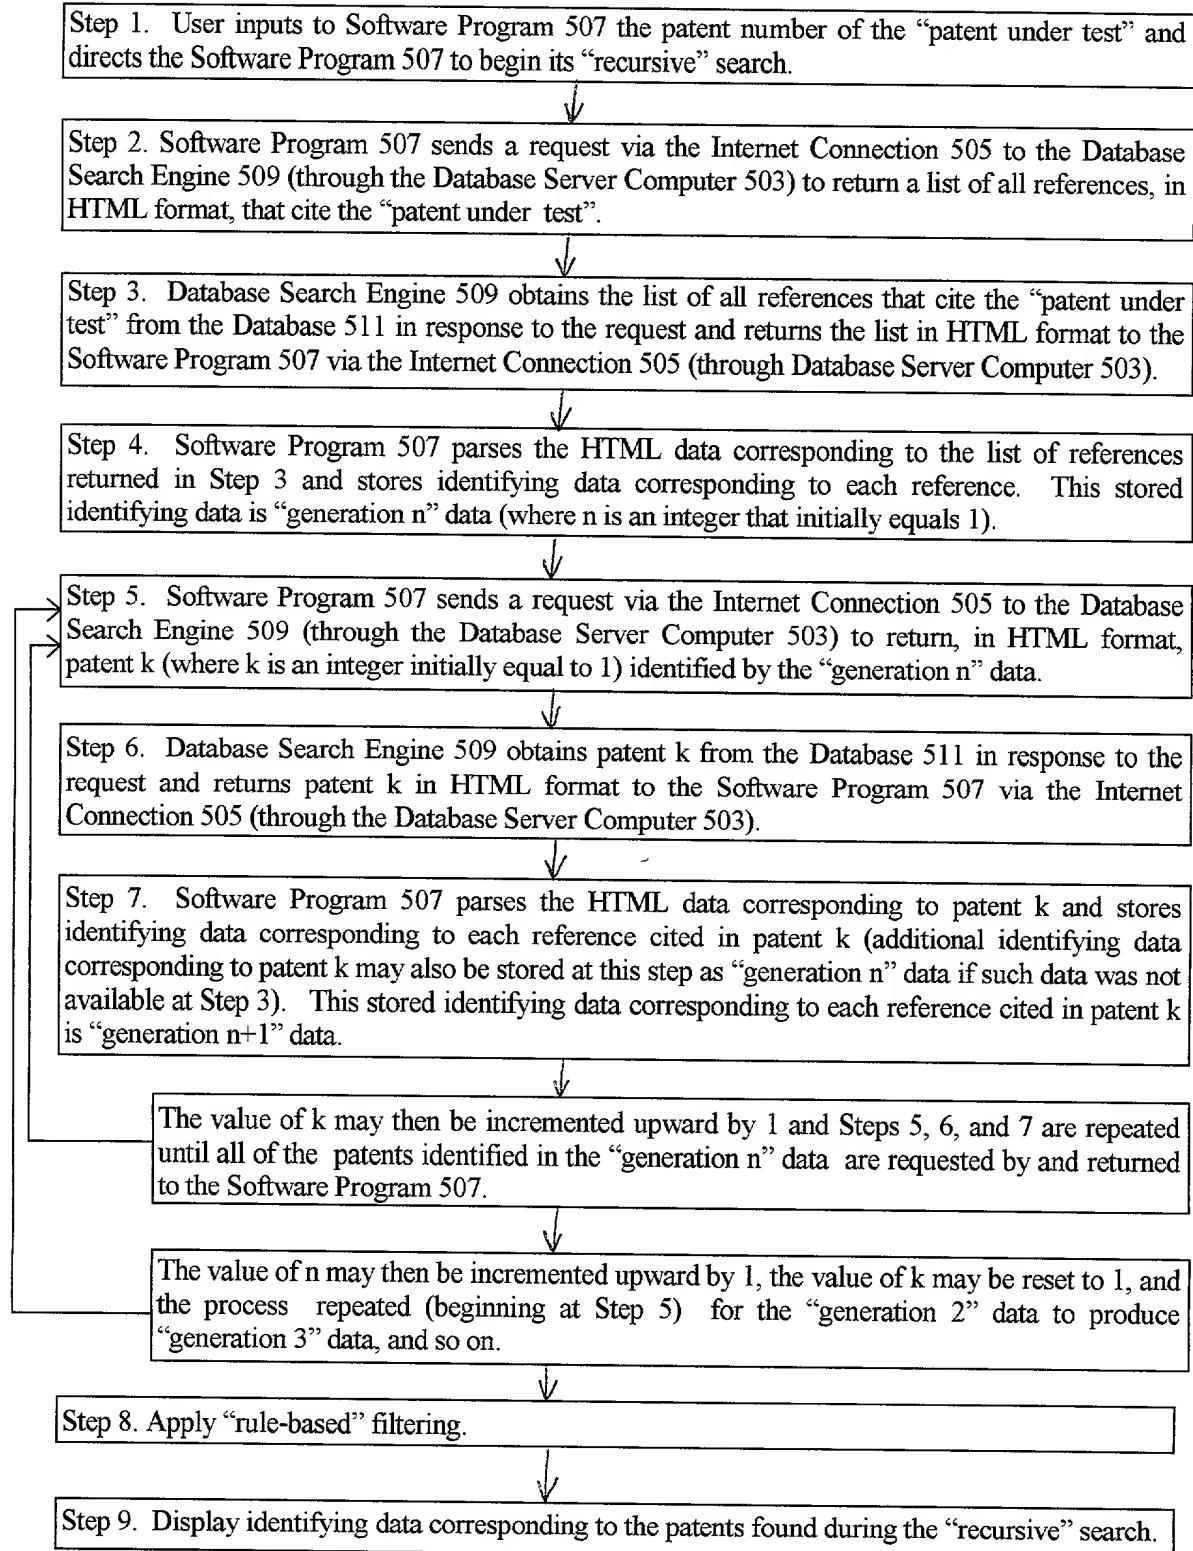 Step 1. User inputs to Software Program 507 the patent number of the “patent under test” and
directs the Software Program 507 to begin its “recursive” search.
Step 2. Software Program 507 sends a request via the Internet Connection 505 to the Database
Search Engine 509 (through the Database Server Computer 503) to return a list of all references, in
HTML format, that cite the “patent under test”.
Step 3. Database Search Engine 509 obtains the list of all references that cite the “patent under
test” from the Database 511 in response to the request and returns the list in HTML format to the
Software Program 507 via the Internet Connection 505 (through Database Server Computer 503).
Step 4. Software Program 507 parses the HTML data corresponding to the list of references
returned in Step 3 and stores identifying data corresponding to each reference. This stored
identifying data is “generation n” data (where n is an integer that initially equals 1).
Step 5. Software Program 507 sends a request via the Internet Connection 505 to the Database
Search Engine 509 (through the Database Server Computer 503) to return, in HTML format,
patent k (where k is an integer initially equal to 1) identified by the “generation n” data.
Step 6. Database Search Engine 509 obtains patent k from the Database 511 in response to the
request and returns patent k in HTML format to the Software Program 507 via the Internet
Connection 505 (through the Database Server Computer 503).
Step 7. Software Program 507 parses the HTML data corresponding to patent k and stores
identifying data corresponding to each reference cited in patent k (additional identifying data
corresponding to patent k may also be stored at this step as “generation n” data if such data was not
available at Step 3). This stored identifying data corresponding to each reference cited in patent k
is “generation n+1” data.
The value of k may then be incremented upward by 1 and Steps 5, 6, and 7 are repeated
until all of the patents identified in the “generation n” data are requested by and returned
to the Software Program 507.
The value of n may then be incremented upward by 1, the value of k may be reset to 1, and
the process repeated (beginning at Step 5) for the “generation 2” data to produce
“generation 3” data, and so on.
Step 8. Apply “rule-based” filtering.
Step 9. Display identifying data corresponding to the patents found during the “recursive” search.